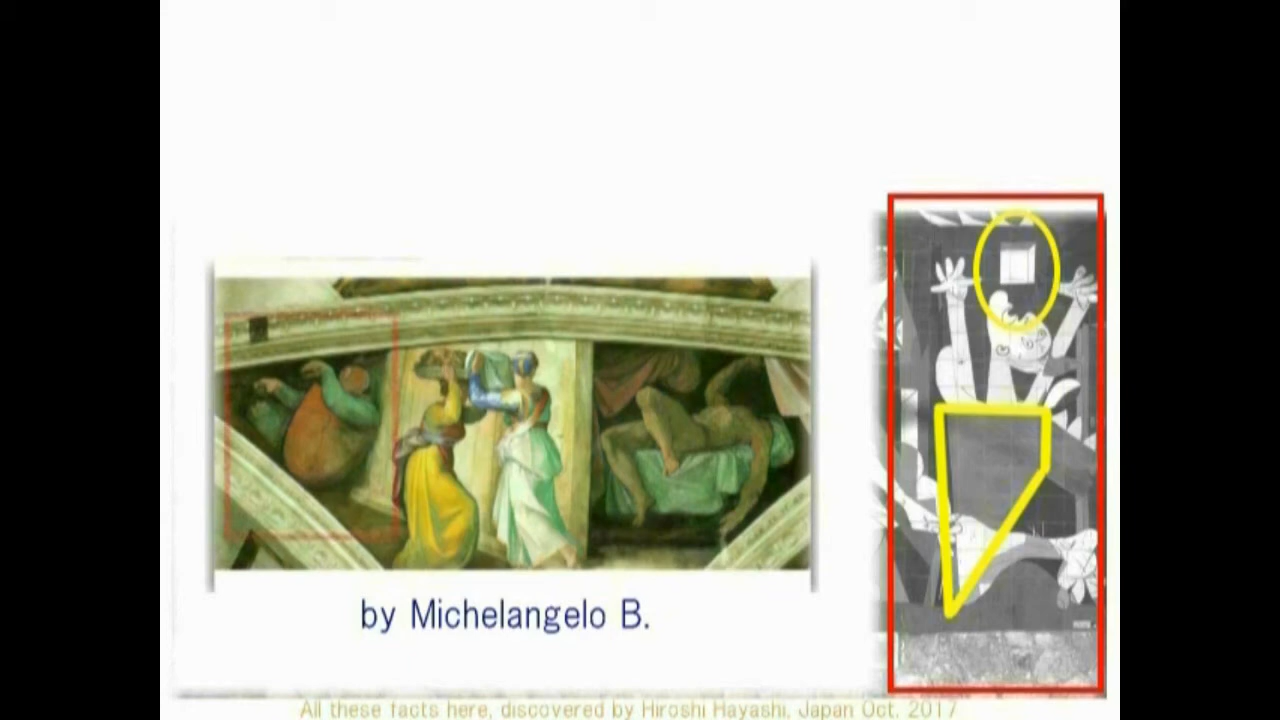 by Michelangelo B.
All these facts here, discovered by Hiroshi Hayashi, Japan Oct. 2017